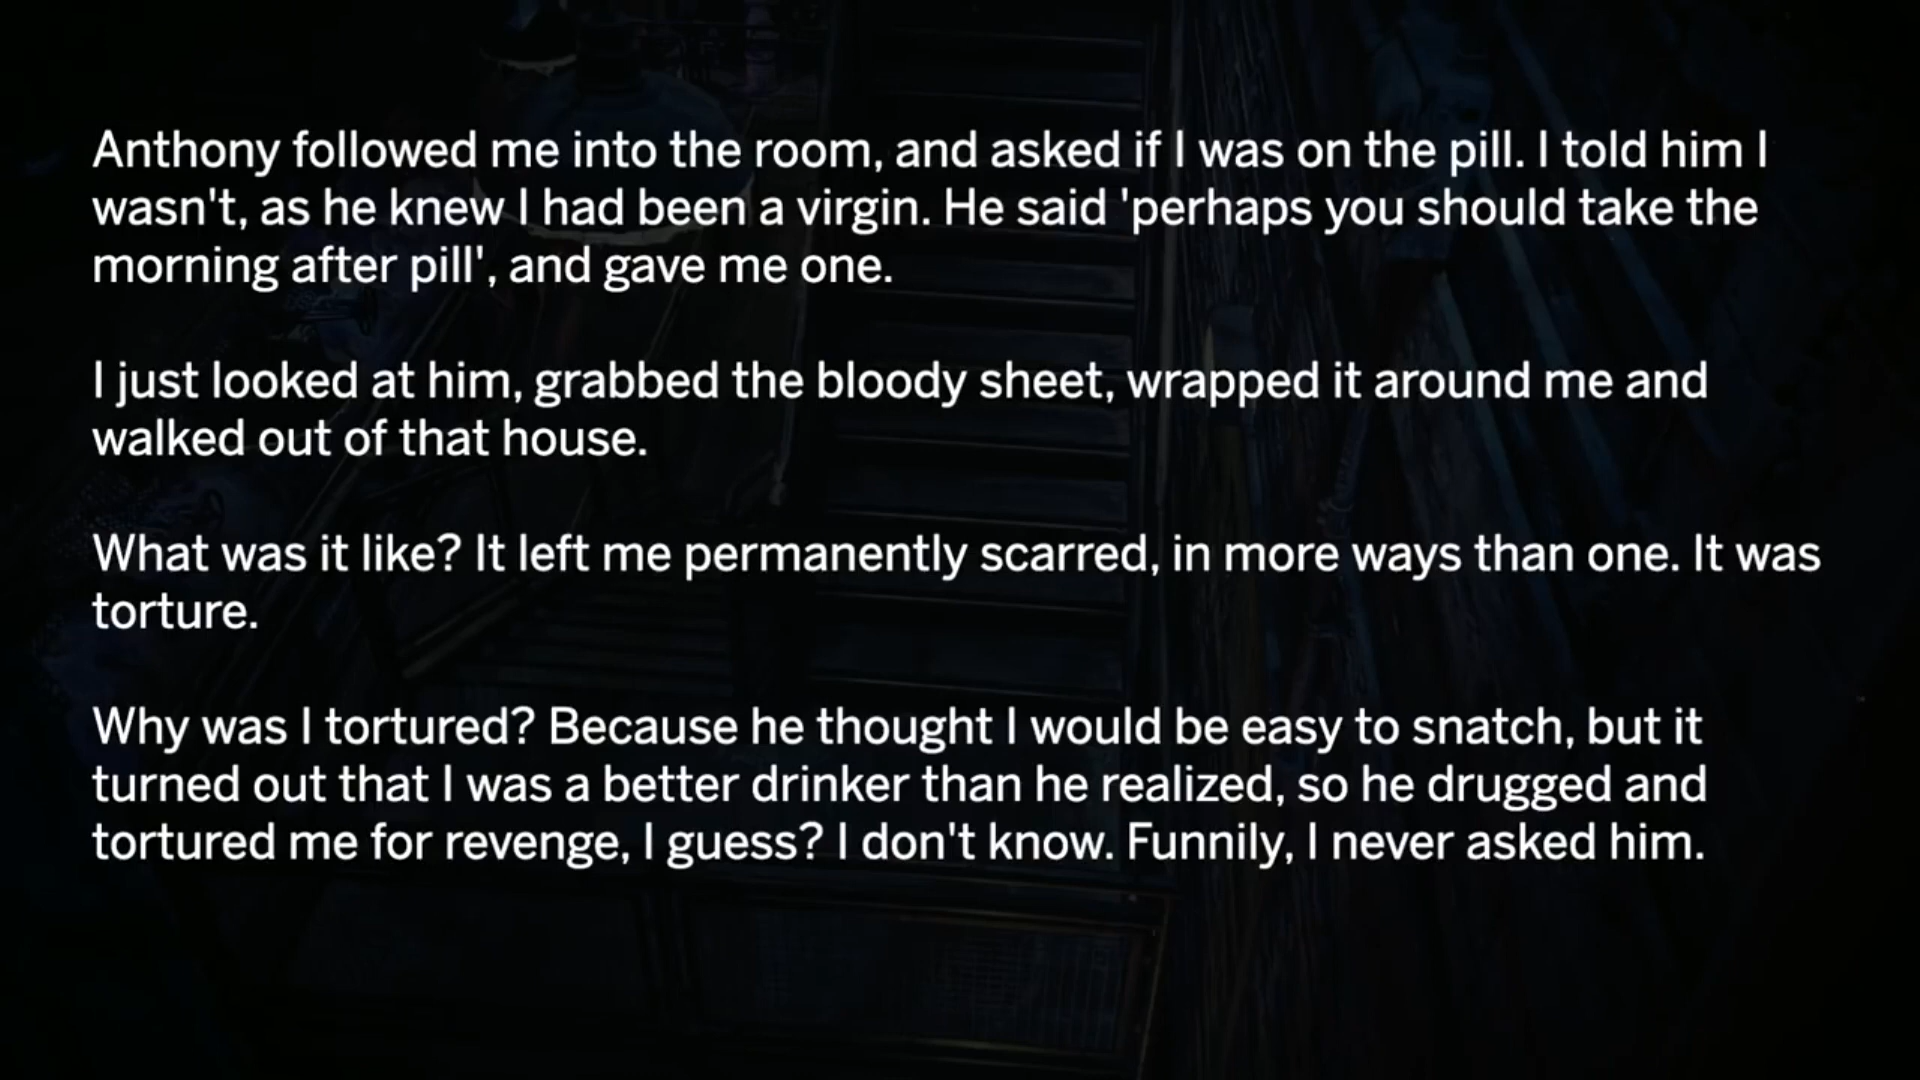 Anthony followed me into the room, and asked if I was on the pill. I told him I
wasn't, as he knew I had been a virgin. He said 'perhaps you should take the
morning after pill', and gave me one.
I just looked at him, grabbed the bloody sheet, wrapped it around me and
walked out of that house.
What was it like? It left me permanently scarred, in more ways than one. It was
torture.
Why was I tortured? Because he thought I would be easy to snatch, but it
turned out that I was a better drinker than he realized, so he drugged and
tortured me for revenge, I guess? I don't know. Funnily, I never asked him.